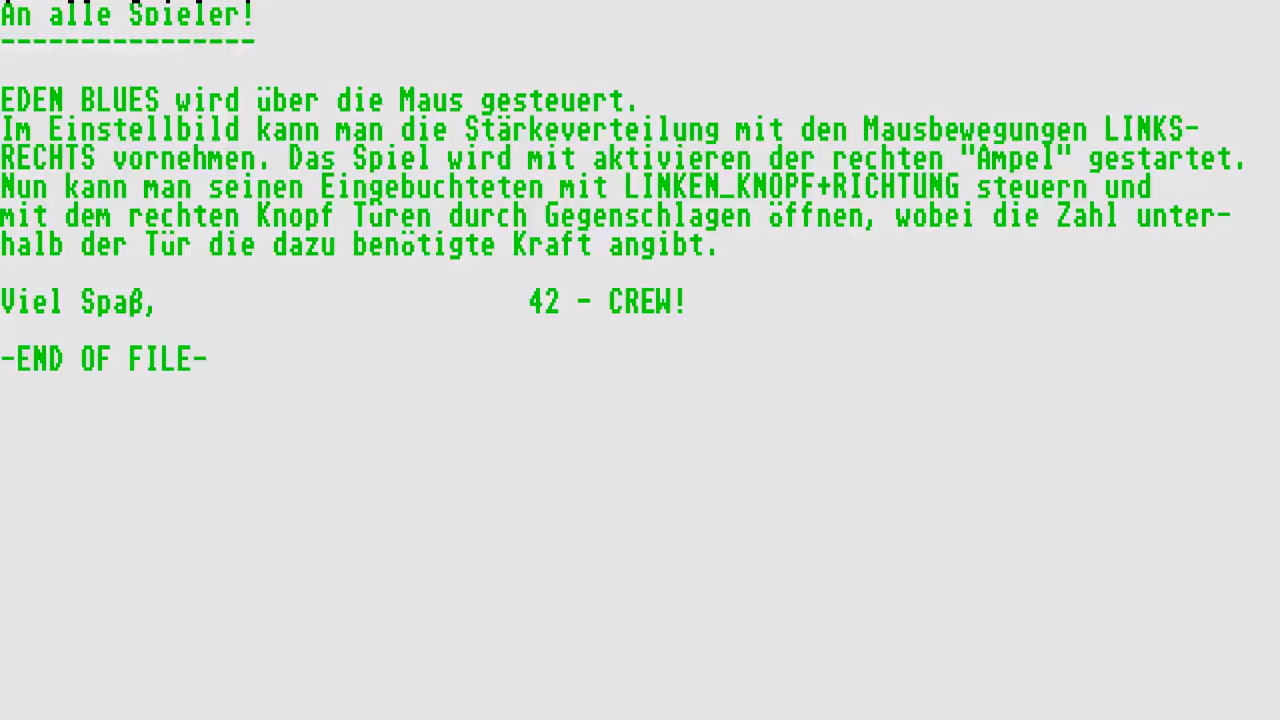 An alle Spieler!
----------------
EDEN BLUES wird über die Maus gesteuert.
Im Einstellbild kann man die Stärkeverteilung mit den Mausbewegungen LINKS-
RECHTS vornehmen. Das Spiel wird mit aktivieren der rechten "Ampel" gestartet.
Nun kann man seinen Eingebuchteten mit LINKEN_KNOPF+RICHTUNG steuern und
mit dem rechten Knopf Türen durch Gegenschlagen öffnen, wobei die Zahl unter-
halb der Tür die dazu benötigte Kraft angibt.
Viel Spaß, 42 - CREW!
-END OF FILE-